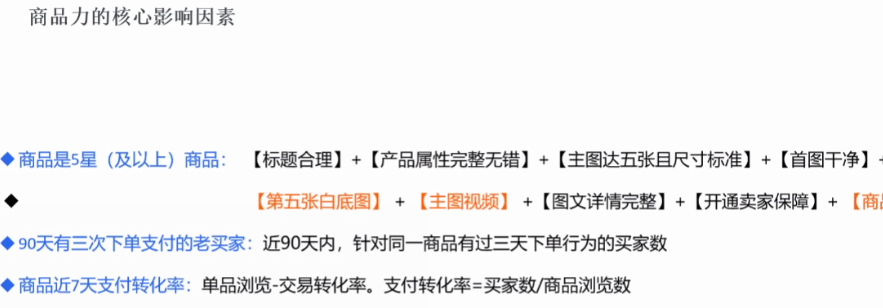 商品力的核心影响因素
◆ 商品是5星（及以上）商品： 【标题合理】+【产品属性完整无错】+【主图达五张且尺寸标准】+【首图干净】+
◆ 【第五张白底图】 + 【主图视频】 +【图文详情完整】+【开通卖家保障】+ 【商
◆ 90天有三次下单支付的老买家：近90天内，针对同一商品有过三天下单行为的买家数
◆ 商品近7天支付转化率：单品浏览-交易转化率。支付转化率=买家数/商品浏览数